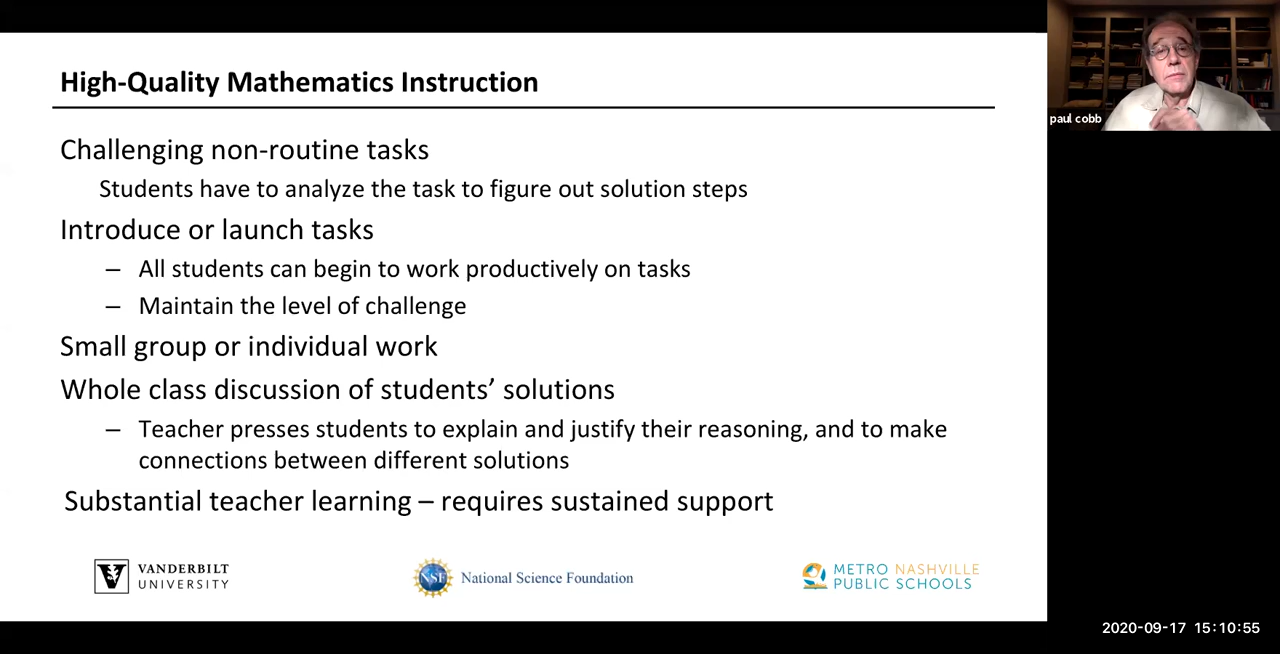 High-Quality Mathematics Instruction
Challenging non-routine tasks
Students have to analyze the task to figure out solution steps
Introduce or launch tasks
– All students can begin to work productively on tasks
– Maintain the level of challenge
Small group or individual work
Whole class discussion of students’ solutions
– Teacher presses students to explain and justify their reasoning, and to make
connections between different solutions
Substantial teacher learning – requires sustained support
V VANDERBILT
UNIVERSITY
NSF National Science Foundation
METRO NASHVILLE
PUBLIC SCHOOLS
paul cobb
2020-09-17 15:10:55